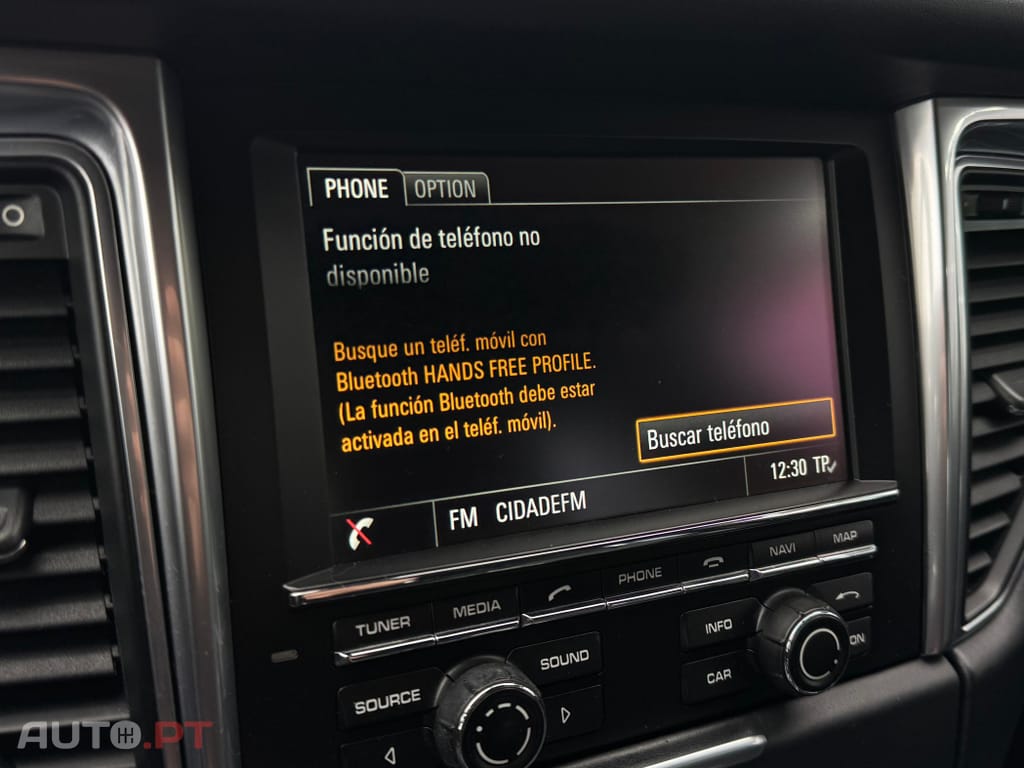 PHONE OPTION
Función de teléfono no
disponible
Busque un teléf. móvil con
Bluetooth HANDS FREE PROFILE.
(La función Bluetooth debe estar
activada en el teléf. móvil).
Buscar teléfono
FM CIDADEFM
12:30 TP
TUNER MEDIA PHONE NAVI MAP
SOURCE SOUND INFO
CAR
AUTO.PT